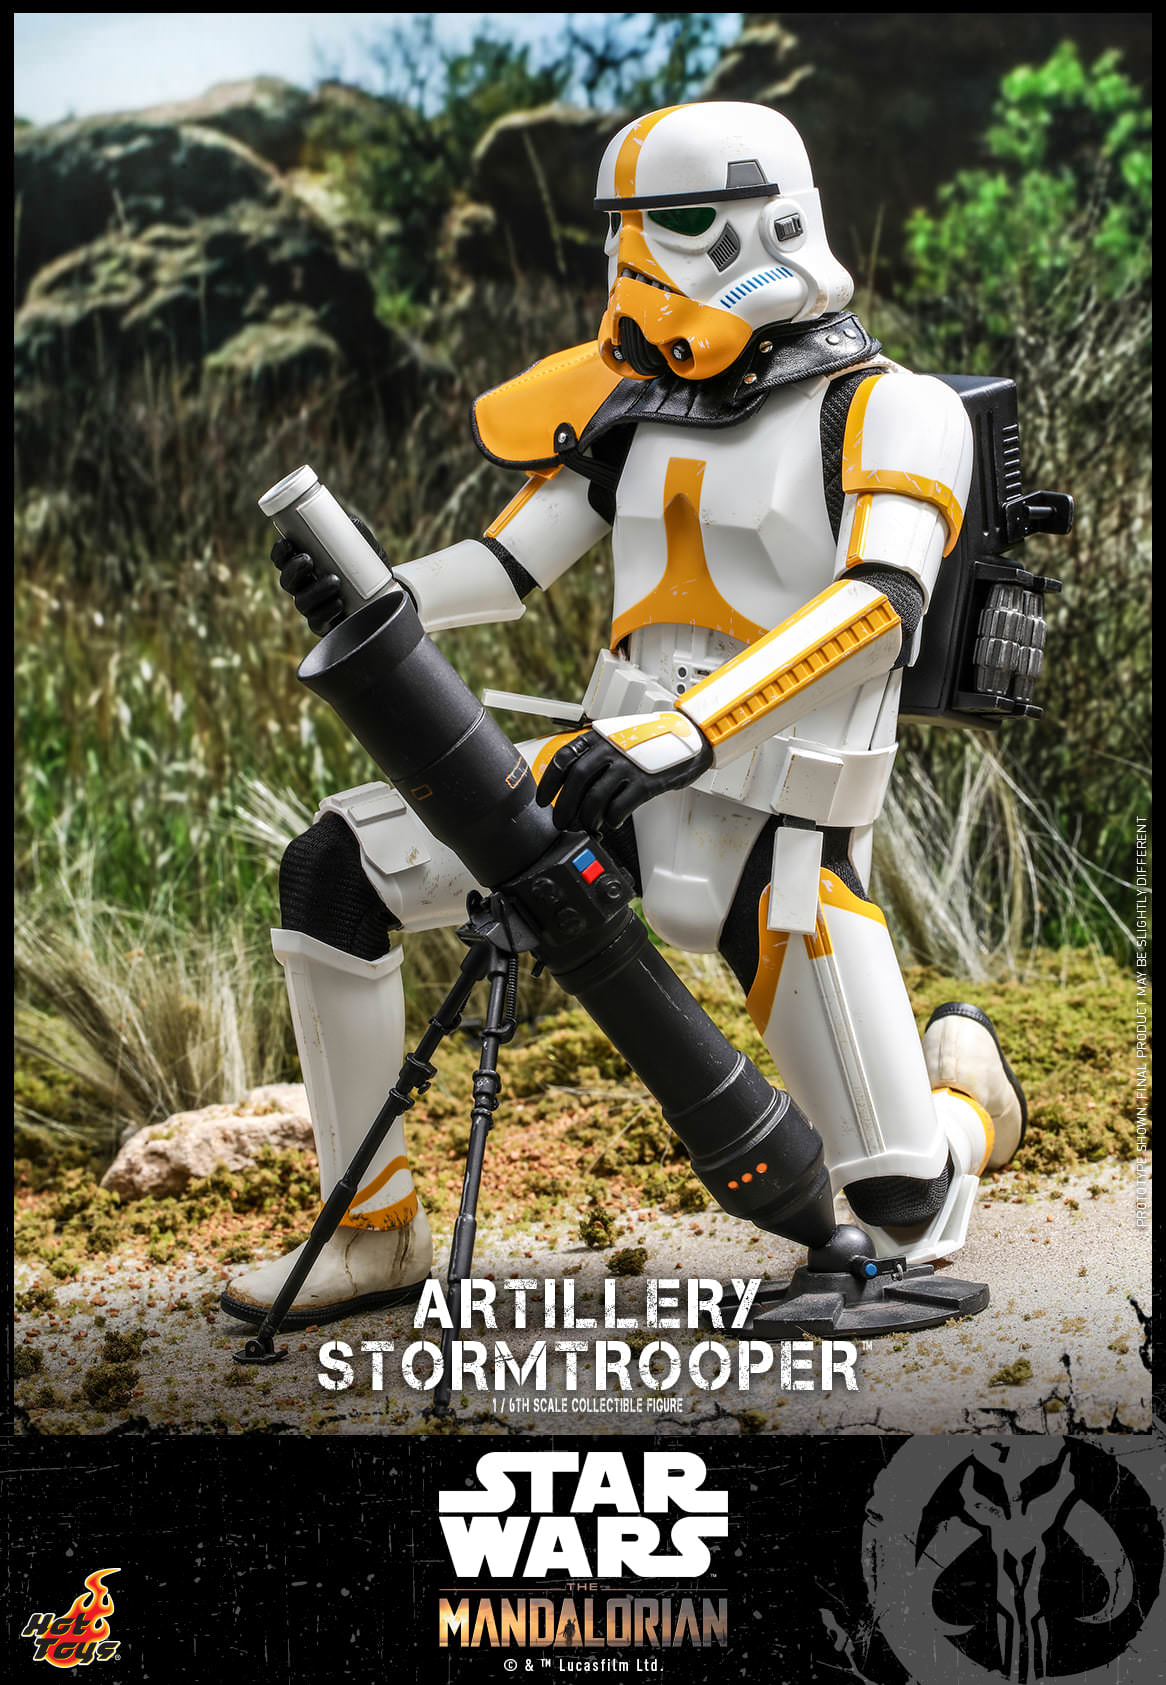 PROTOTYPE SHOWN, FINAL PRODUCT MAY BE SLIGHTLY DIFFERENT
ARTILLERY
STORMTROOPER™
1 / 6TH SCALE COLLECTIBLE FIGURE
STAR
WARS™
THE
MANDALORIAN
© & ™ Lucasfilm Ltd.
Hot
Toys®